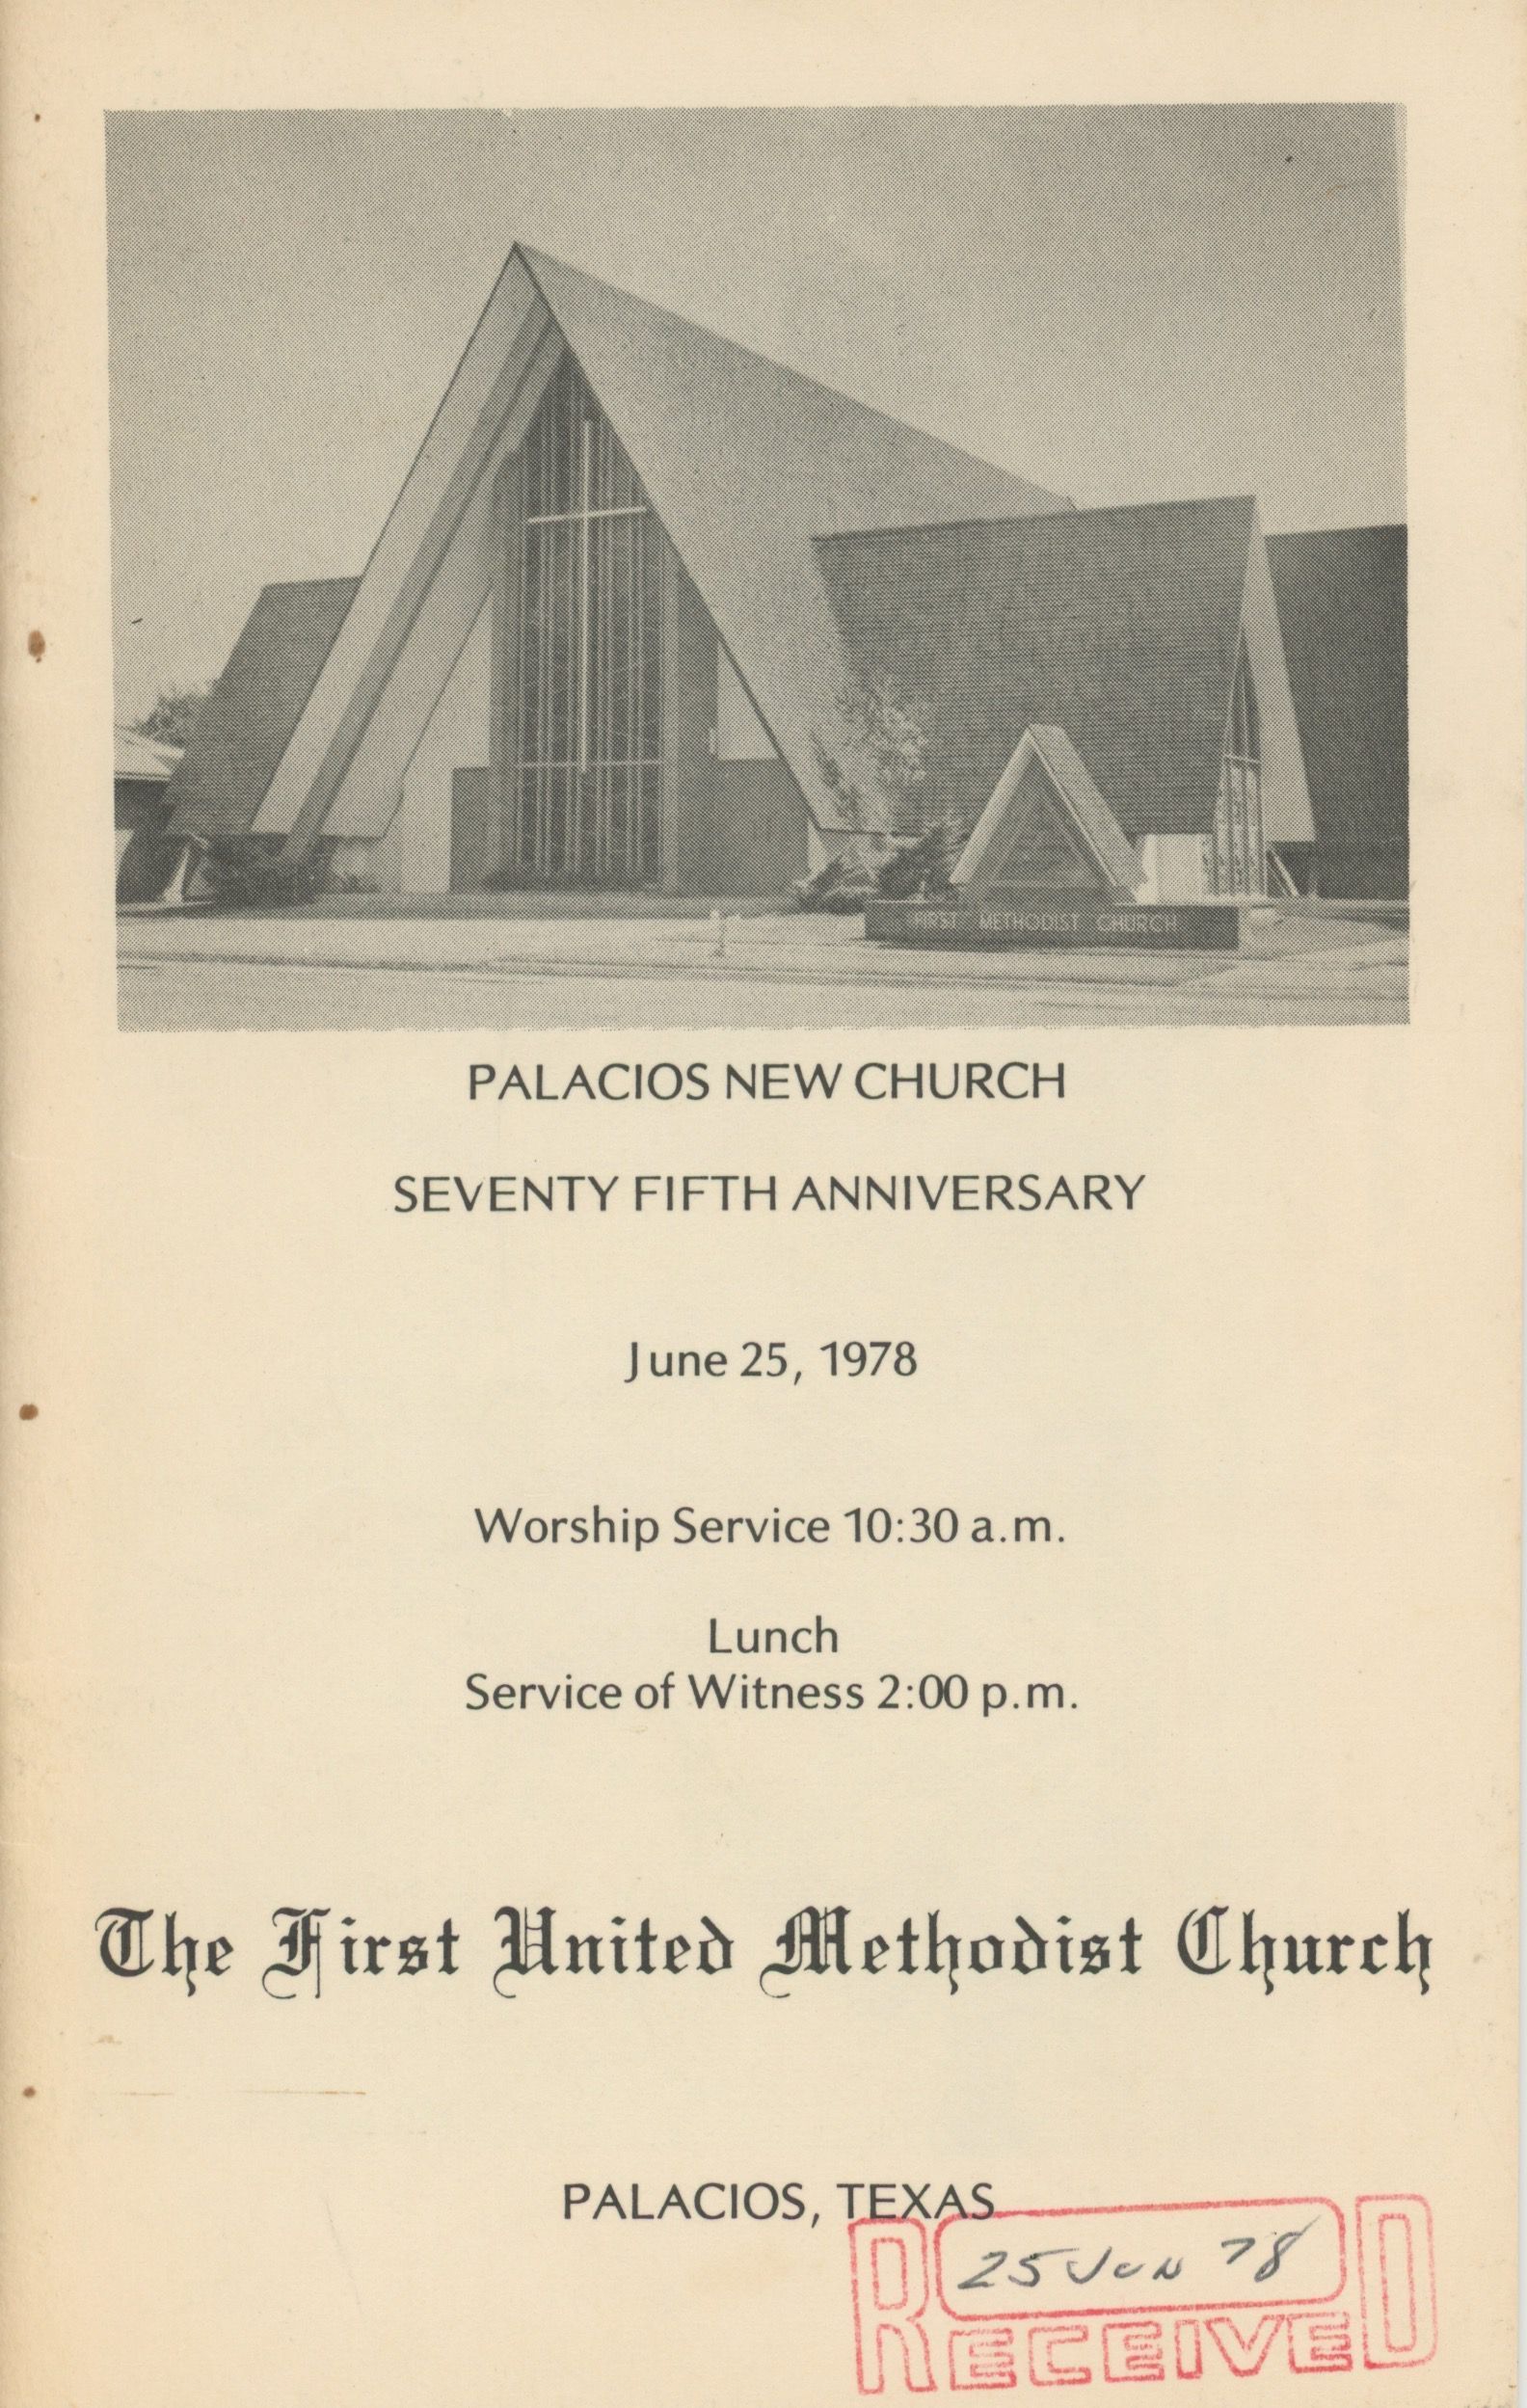 FIRST METHODIST CHURCH
PALACIOS NEW CHURCH
SEVENTY FIFTH ANNIVERSARY
June 25, 1978
Worship Service 10:30 a.m.
Lunch
Service of Witness 2:00 p.m.
The First United Methodist Church
PALACIOS, TEXAS
25 JUN 78
RECEIVED